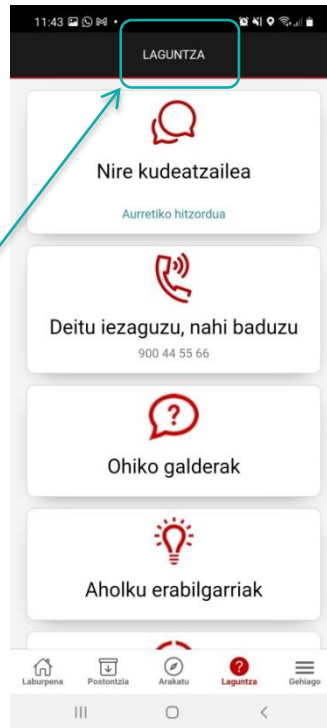 11:43
LAGUNTZA
Nire kudeatzailea
Aurretiko hitzordua
Deitu iezaguzu, nahi baduzu
900 44 55 66
?
Ohiko galderak
Aholku erabilgarriak
?
Laburpena Postontzia Arakatu Laguntza Gehiago